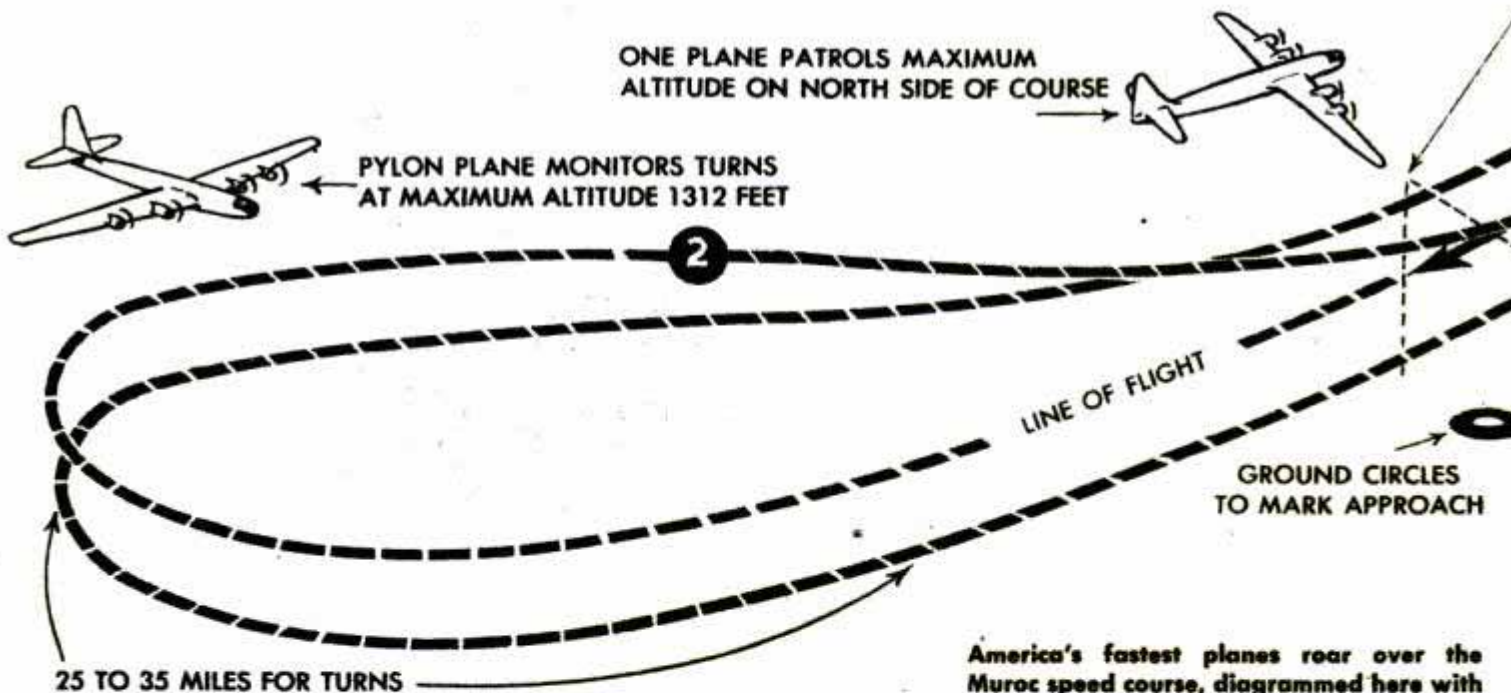 ONE PLANE PATROLS MAXIMUM
ALTITUDE ON NORTH SIDE OF COURSE
PYLON PLANE MONITORS TURNS
AT MAXIMUM ALTITUDE 1312 FEET
2
LINE OF FLIGHT
GROUND CIRCLES
TO MARK APPROACH
25 TO 35 MILES FOR TURNS
America's fastest planes roar over the
Muroc speed course, diagrammed here with